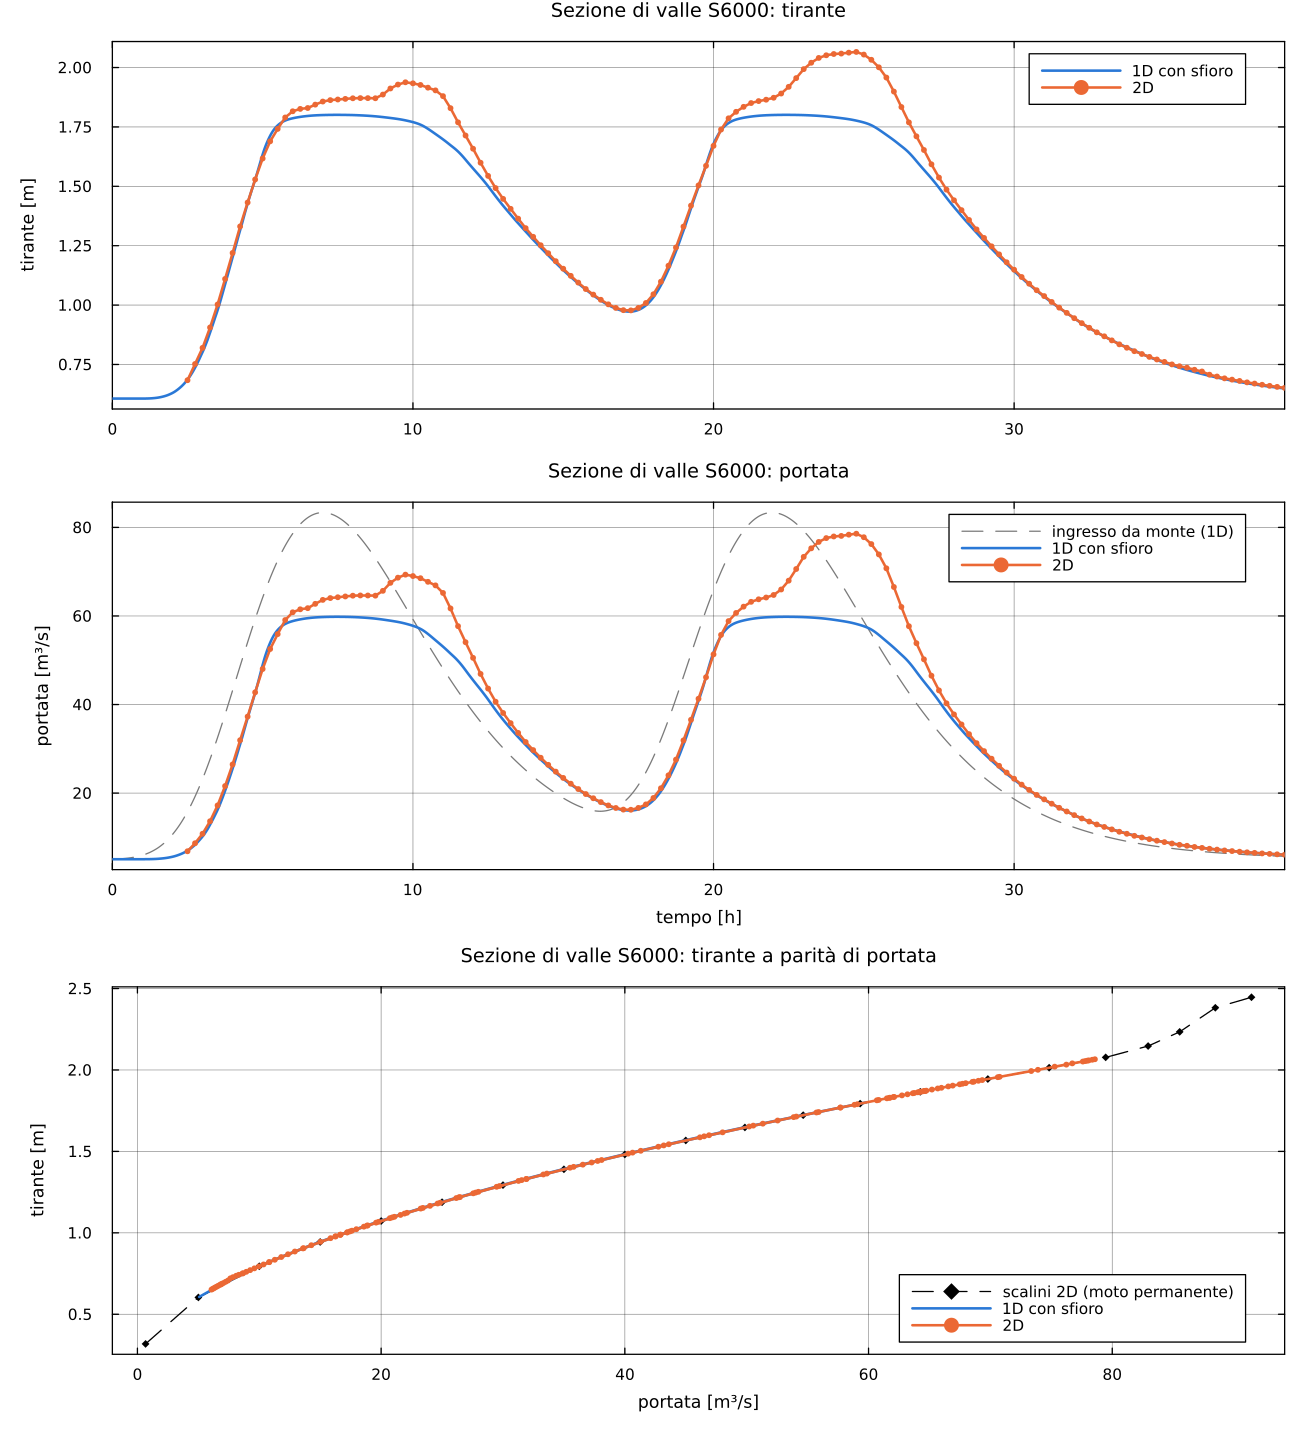 Sezione di valle S6000: tirante
tirante [m]
2.00
1.75
1.50
1.25
1.00
0.75
0
10
20
30
1D con sfioro
2D
Sezione di valle S6000: portata
portata [m³/s]
80
60
40
20
0
10
20
30
tempo [h]
ingresso da monte (1D)
1D con sfioro
2D
Sezione di valle S6000: tirante a parità di portata
tirante [m]
2.5
2.0
1.5
1.0
0.5
0
20
40
60
80
portata [m³/s]
scalini 2D (moto permanente)
1D con sfioro
2D